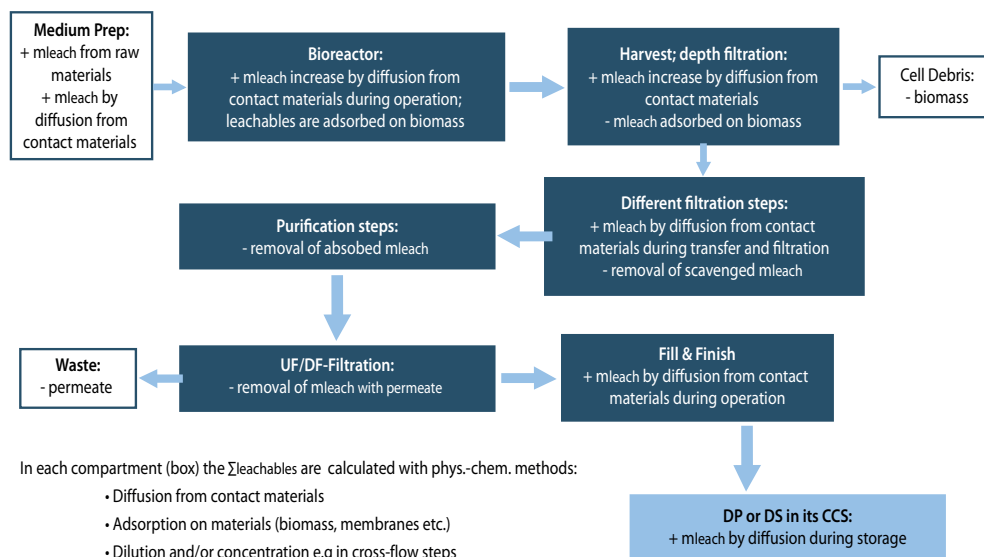 Medium Prep:
+ mleach from raw
materials
+ mleach by
diffusion from
contact materials
Bioreactor:
+ mleach increase by diffusion from
contact materials during operation;
leachables are adsorbed on biomass
Harvest; depth filtration:
+ mleach increase by diffusion from
contact materials
- mleach adsorbed on biomass
Cell Debris:
- biomass
Different filtration steps:
+ mleach by diffusion from contact
materials during transfer and filtration
- removal of scavenged mleach
Purification steps:
- removal of absobed mleach
Waste:
- permeate
UF/DF-Filtration:
- removal of mleach with permeate
Fill & Finish
+ mleach by diffusion from contact
materials during operation
In each compartment (box) the Σleachables are calculated with phys.-chem. methods:
• Diffusion from contact materials
• Adsorption on materials (biomass, membranes etc.)
• Dilution and/or concentration e.g in cross-flow steps
DP or DS in its CCS:
+ mleach by diffusion during storage